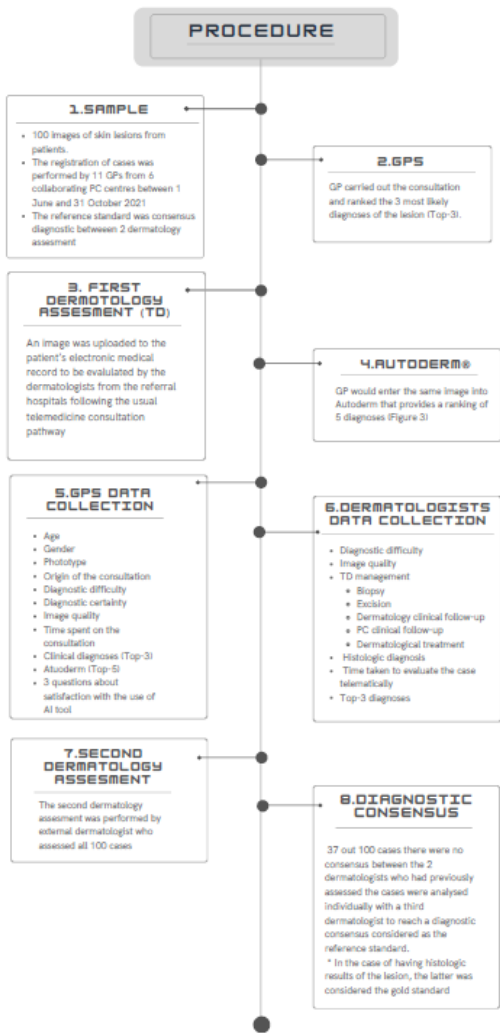 PROCEDURE
1.SAMPLE
• 100 images of skin lesions from
patients.
• The registration of cases was
performed by 11 GPs from 6
collaborating PC centres between 1
June and 31 October 2021
• The reference standard was consensus
diagnostic betweeen 2 dermatology
assesment
2.GPS
GP carried out the consultation
and ranked the 3 most likely
diagnoses of the lesion (Top-3).
3. FIRST
DERMOTOLOGY
ASSESMENT (TD)
An image was uploaded to the
patient's electronic medical
record to be evalulated by the
dermatologists from the referral
hospitals following the usual
telemedicine consultation
pathway
4.AUTODERM®
GP would enter the same image into
Autoderm that provides a ranking of
5 diagnoses (Figure 3)
5.GPS DATA
COLLECTION
• Age
• Gender
• Phototype
• Origin of the consultation
• Diagnostic difficulty
• Diagnostic certainty
• Image quality
• Time spent on the
consultation
• Clinical diagnoses (Top-3)
• Atuoderm (Top-5)
• 3 questions about
satisfaction with the use of
AI tool
6.DERMATOLOGISTS
DATA COLLECTION
• Diagnostic difficulty
• Image quality
• TD management
• Biopsy
• Excision
• Dermatology clinical follow-up
• PC clinical follow-up
• Dermatological treatment
• Histologic diagnosis
• Time taken to evaluate the case
telematically
• Top-3 diagnoses
7.SECOND
DERMATOLOGY
ASSESMENT
The second dermatology
assesment was performed by
external dermatologist who
assessed all 100 cases
8.DIAGNOSTIC
CONSENSUS
37 out 100 cases there were no
consensus between the 2
dermatologists who had previously
assessed the cases were analysed
individually with a third
dermatologist to reach a diagnostic
consensus considered as the
reference standard.
* In the case of having histologic
results of the lesion, the latter was
considered the gold standard